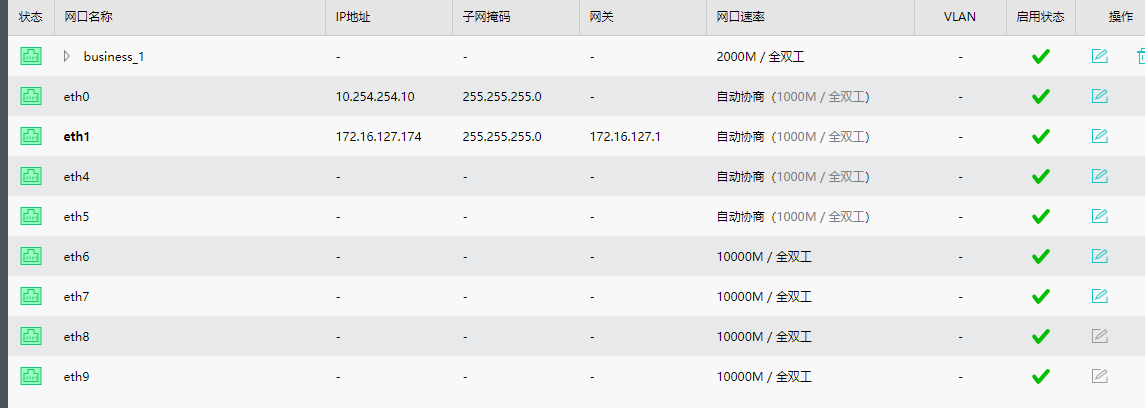 状态 网口名称 IP地址 子网掩码 网关 网口速率 VLAN 启用状态 操作
business_1 - - - 2000M / 全双工 -
eth0 10.254.254.10 255.255.255.0 - 自动协商（1000M / 全双工） -
eth1 172.16.127.174 255.255.255.0 172.16.127.1 自动协商（1000M / 全双工） -
eth4 - - - 自动协商（1000M / 全双工） -
eth5 - - - 自动协商（1000M / 全双工） -
eth6 - - - 10000M / 全双工 -
eth7 - - - 10000M / 全双工 -
eth8 - - - 10000M / 全双工 -
eth9 - - - 10000M / 全双工 -